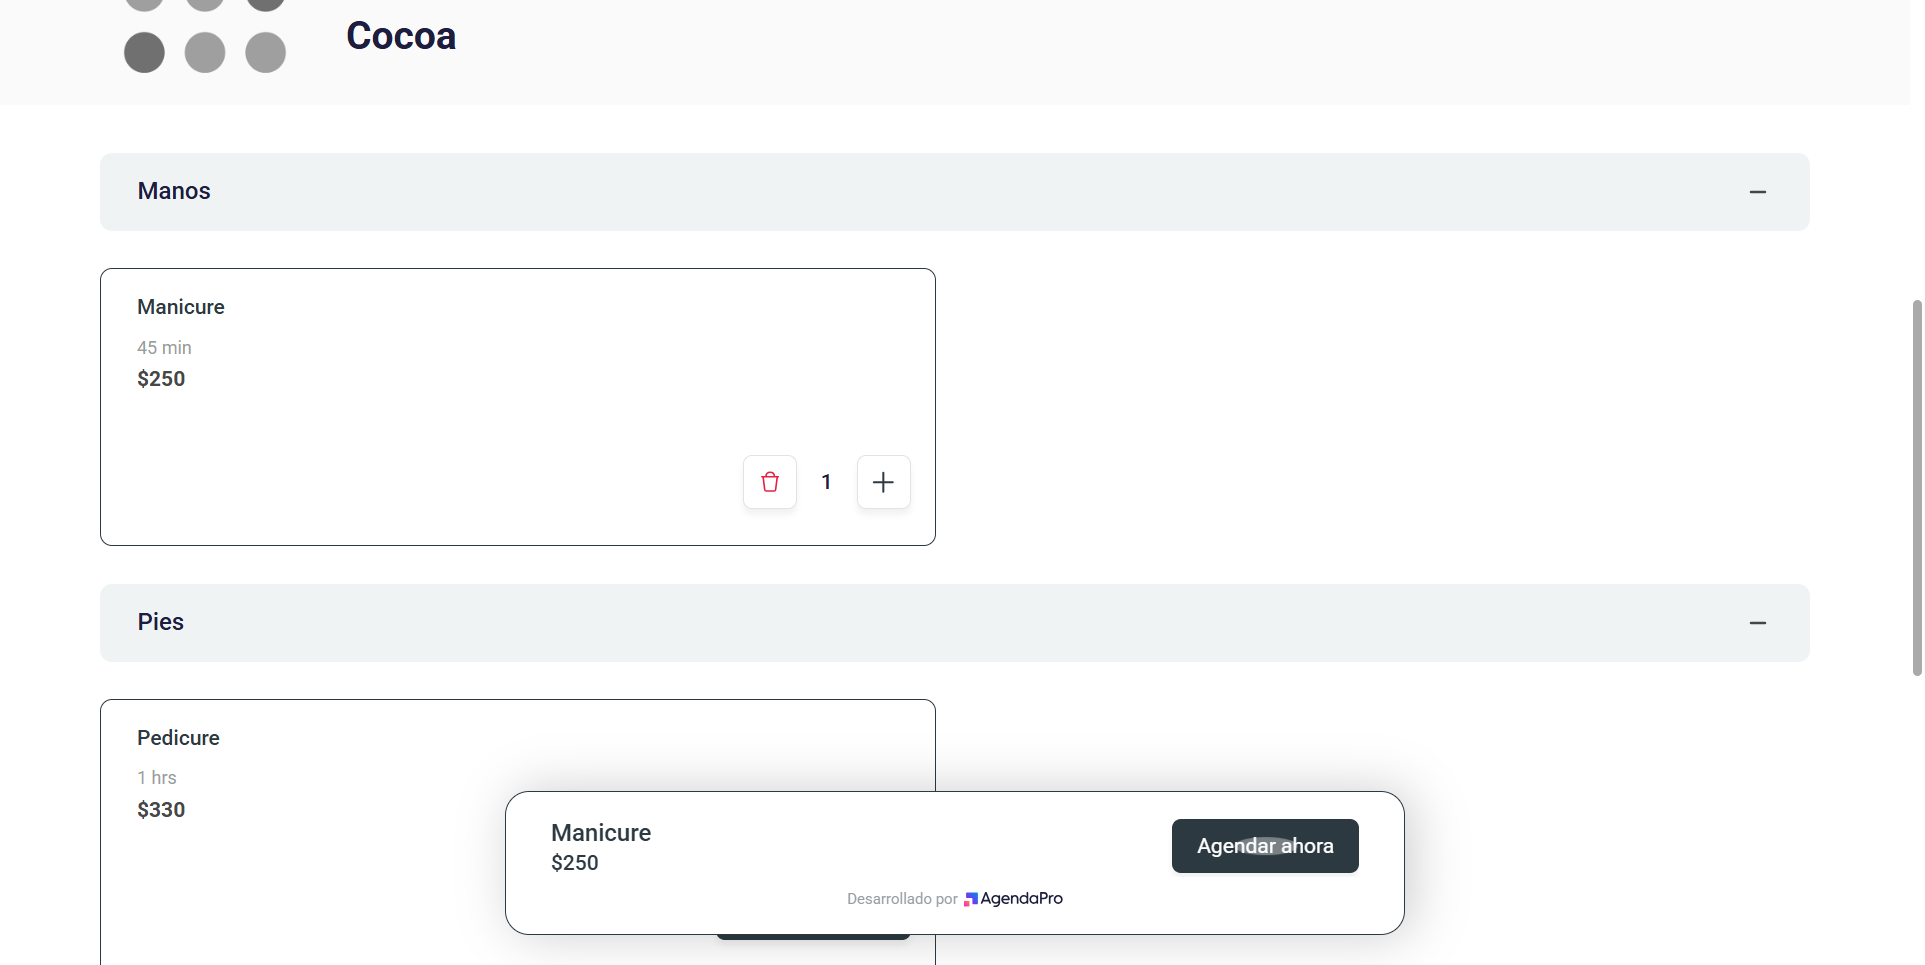 Cocoa
Manos
Manicure
45 min
$250
1
Pies
Pedicure
1 hrs
$330
Manicure
$250
Agendar ahora
Desarrollado por AgendaPro